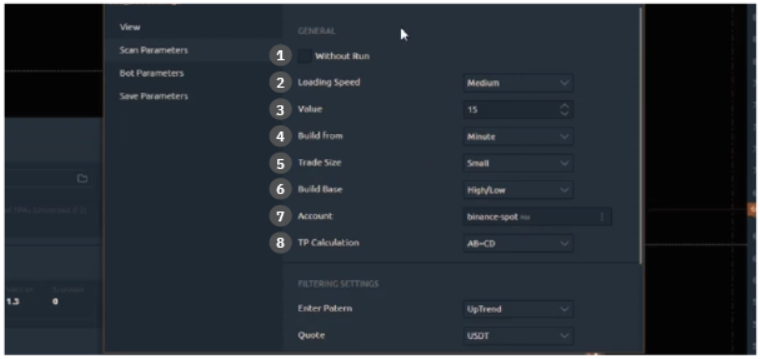 View
Scan Parameters
Bot Parameters
Save Parameters
GENERAL
1 Without Run
2 Loading Speed Medium
3 Value 15
4 Build from Minute
5 Trade Size Small
6 Build Base High/Low
7 Account binance-spot
8 TP Calculation AB=CD
FILTERING SETTINGS
Enter Patern UpTrend
Quote USDT
1.3 0